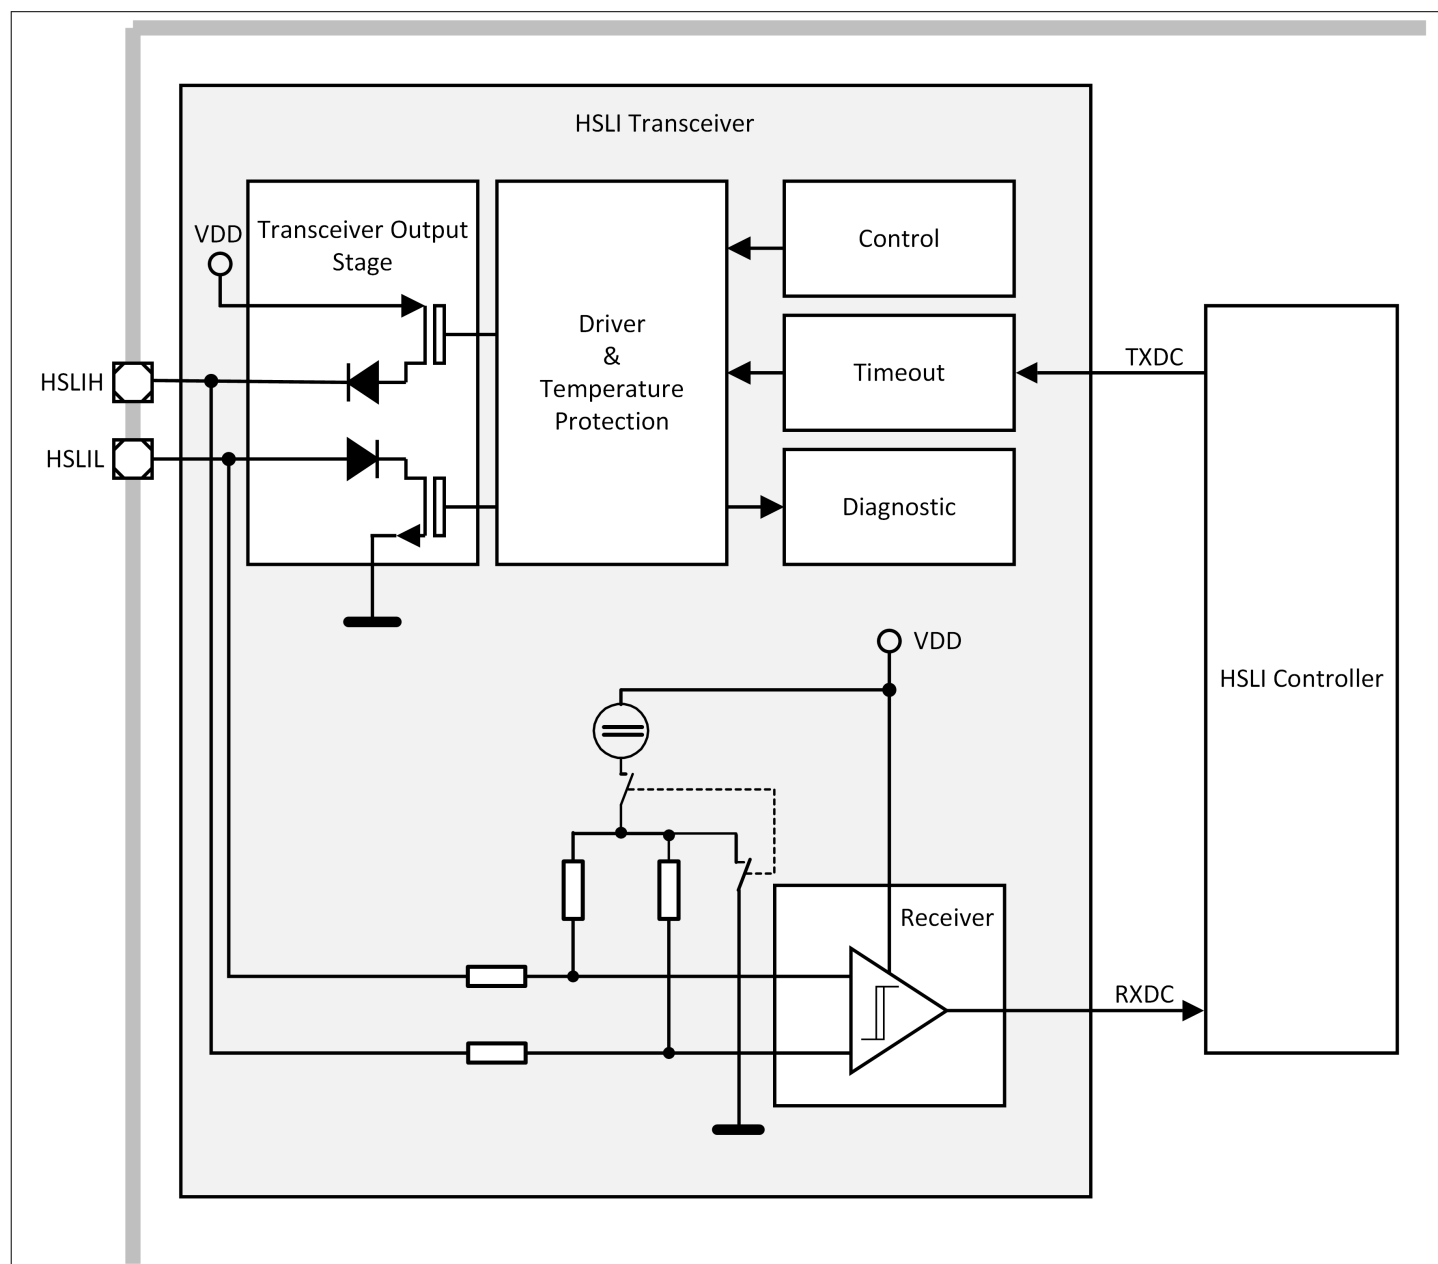 HSLI Transceiver
VDD
Transceiver Output
Stage
Driver
&
Temperature
Protection
Control
Timeout
Diagnostic
TXDC
HSLIH
HSLIL
VDD
HSLI Controller
Receiver
RXDC